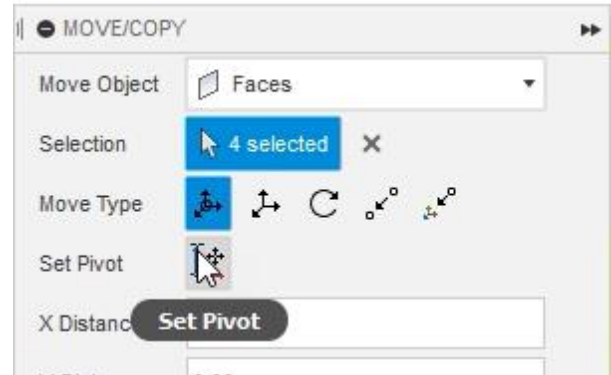 MOVE/COPY
Move Object Faces
Selection 4 selected
Move Type
Set Pivot
X Distanc Set Pivot